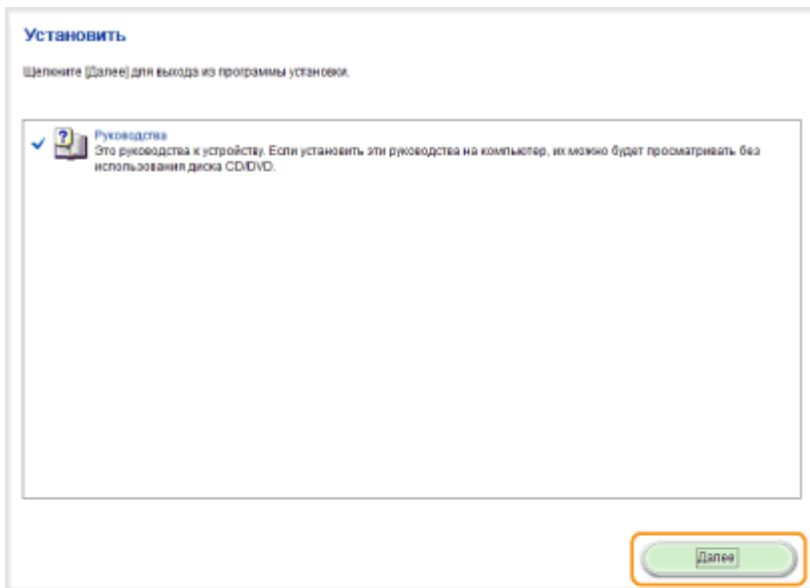 Установить
Щелкните [Далее] для выхода из программы установки.
Руководства
Это руководства к устройству. Если установить эти руководства на компьютер, их можно будет просматривать без
использования диска CD/DVD.
Далее